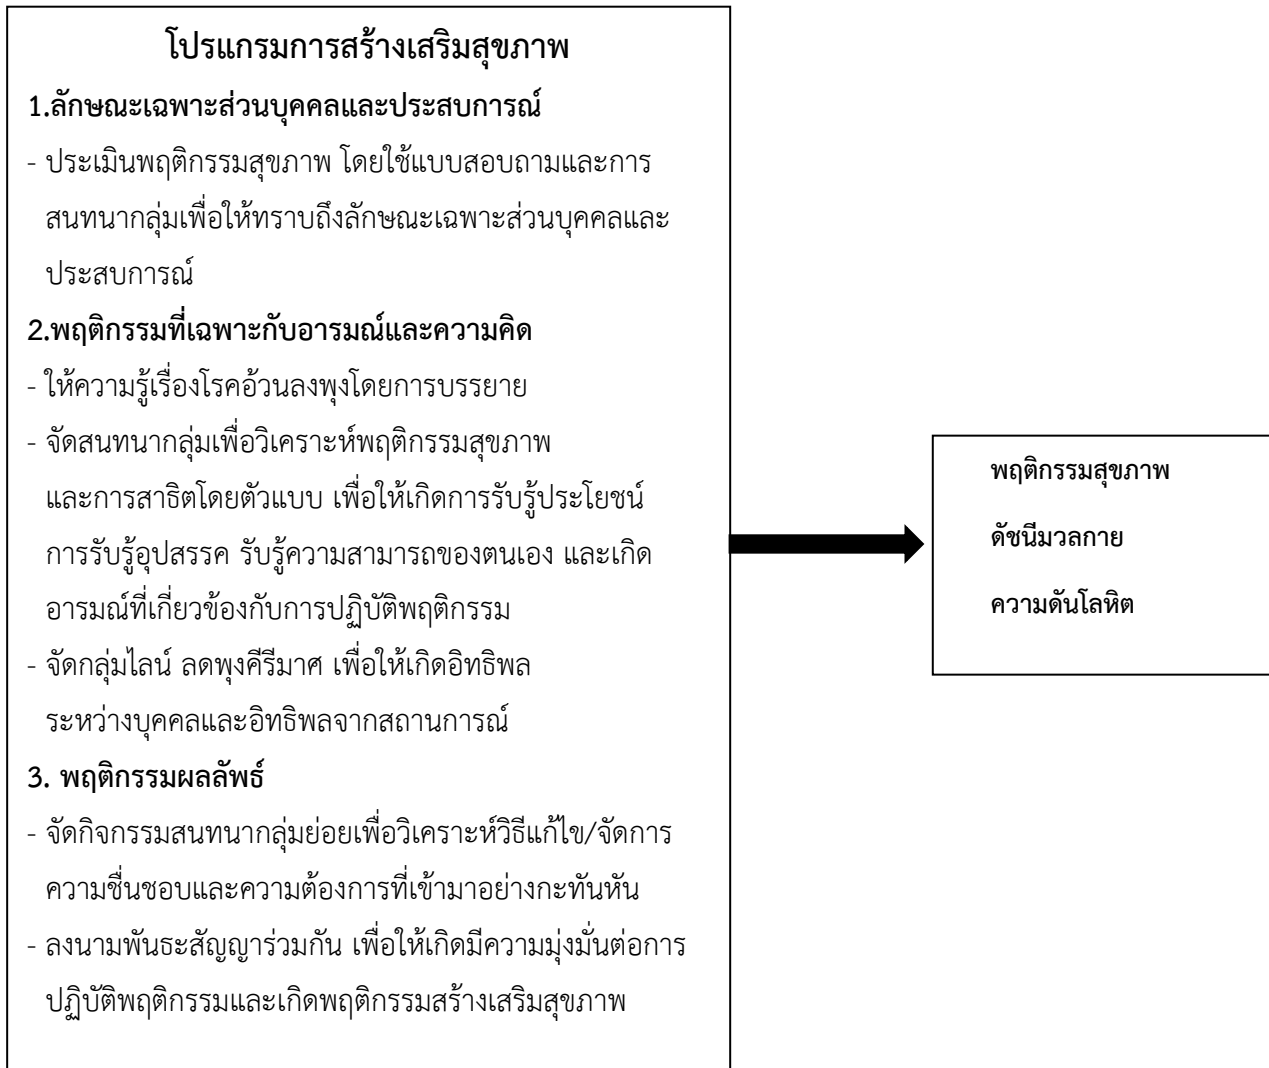 โปรแกรมการสร้างเสริมสุขภาพ
1.ลักษณะเฉพาะส่วนบุคคลและประสบการณ์
- ประเมินพฤติกรรมสุขภาพ โดยใช้แบบสอบถามและการ
สนทนากลุ่มเพื่อให้ทราบถึงลักษณะเฉพาะส่วนบุคคลและ
ประสบการณ์
2.พฤติกรรมที่เฉพาะกับอารมณ์และความคิด
- ให้ความรู้เรื่องโรคอ้วนลงพุงโดยการบรรยาย
- จัดสนทนากลุ่มเพื่อวิเคราะห์พฤติกรรมสุขภาพ
และการสาธิตโดยตัวแบบ เพื่อให้เกิดการรับรู้ประโยชน์
การรับรู้อุปสรรค รับรู้ความสามารถของตนเอง และเกิด
อารมณ์ที่เกี่ยวข้องกับการปฏิบัติพฤติกรรม
- จัดกลุ่มไลน์ ลดพุงคีรีมาศ เพื่อให้เกิดอิทธิพล
ระหว่างบุคคลและอิทธิพลจากสถานการณ์
3. พฤติกรรมผลลัพธ์
- จัดกิจกรรมสนทนากลุ่มย่อยเพื่อวิเคราะห์วิธีแก้ไข/จัดการ
ความชื่นชอบและความต้องการที่เข้ามาอย่างกะทันหัน
- ลงนามพันธะสัญญาร่วมกัน เพื่อให้เกิดมีความมุ่งมั่นต่อการ
ปฏิบัติพฤติกรรมและเกิดพฤติกรรมสร้างเสริมสุขภาพ
พฤติกรรมสุขภาพ
ดัชนีมวลกาย
ความดันโลหิต